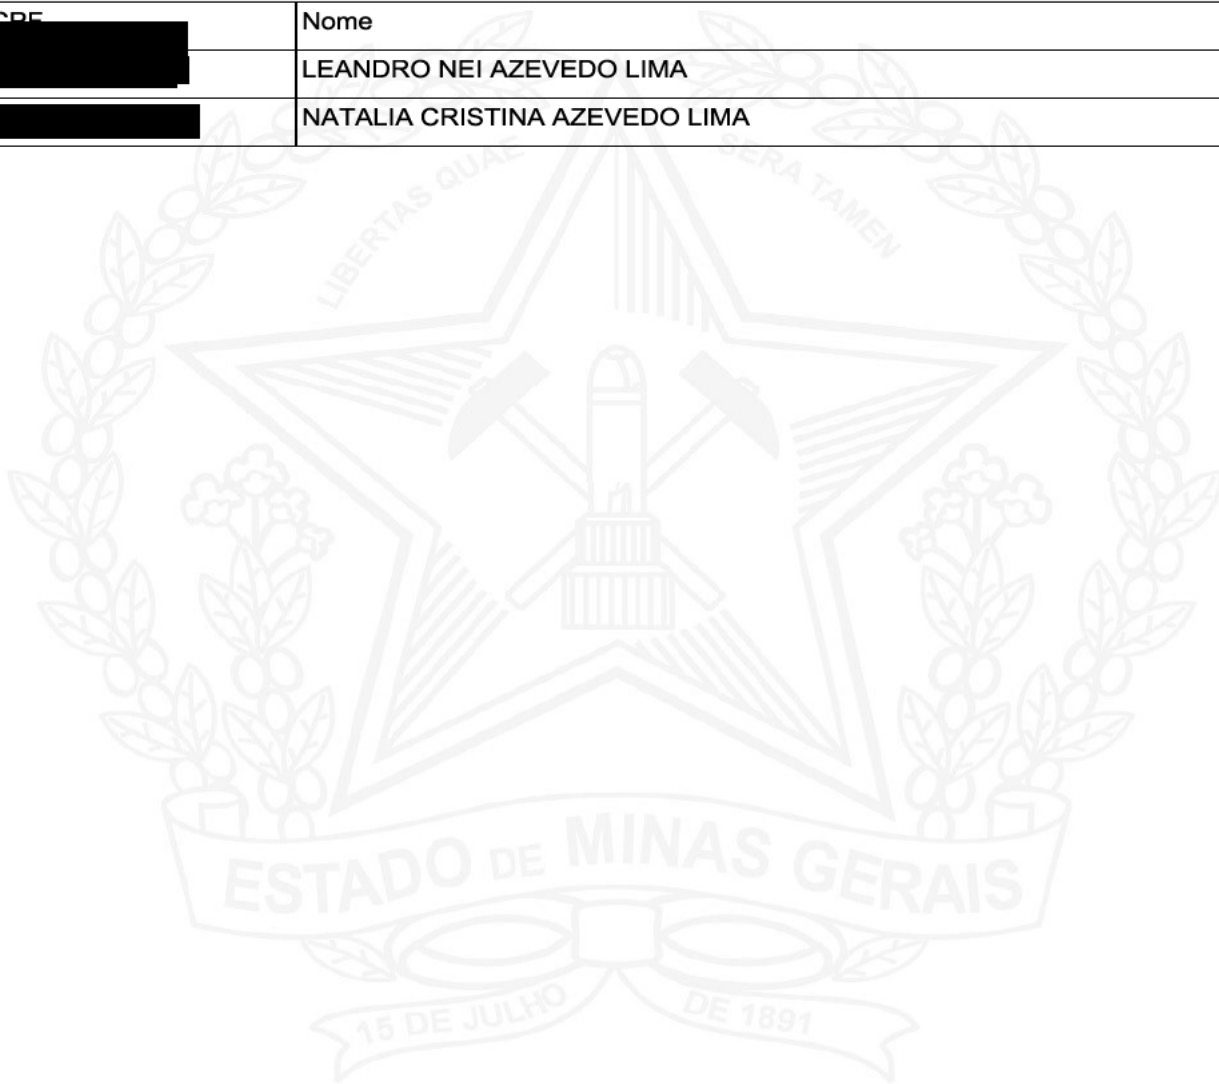 CPF Nome
LEANDRO NEI AZEVEDO LIMA
NATALIA CRISTINA AZEVEDO LIMA
LIBERTAS QUAE SERA TAMEN
ESTADO DE MINAS GERAIS
15 DE JULHO DE 1891